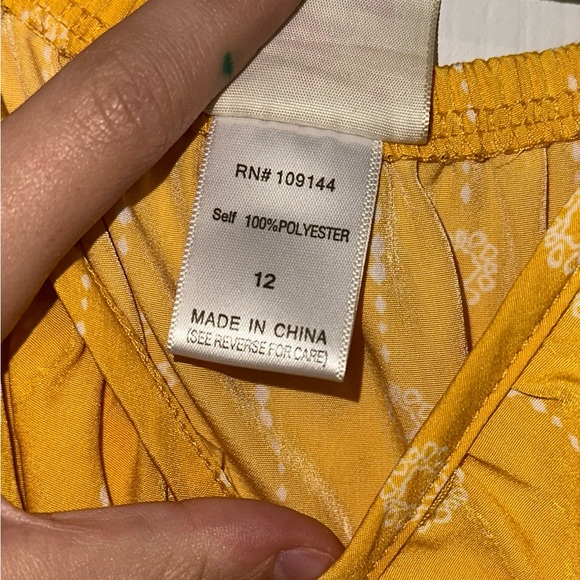 RN# 109144
Self 100%POLYESTER
12
MADE IN CHINA
(SEE REVERSE FOR CARE)